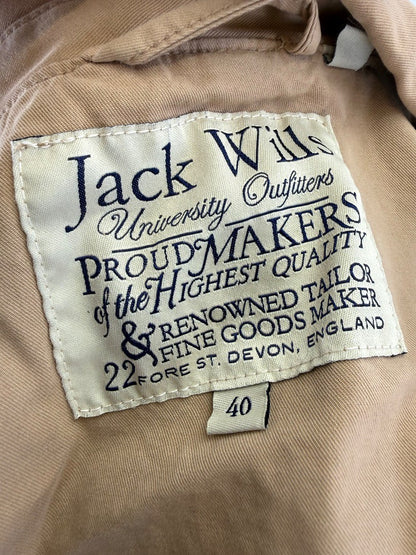 Jack Wills
University Outfitters
PROUD MAKERS
of the HIGHEST QUALITY
& RENOWNED TAILOR
FINE GOODS MAKER
22 FORE ST. DEVON, ENGLAND
40